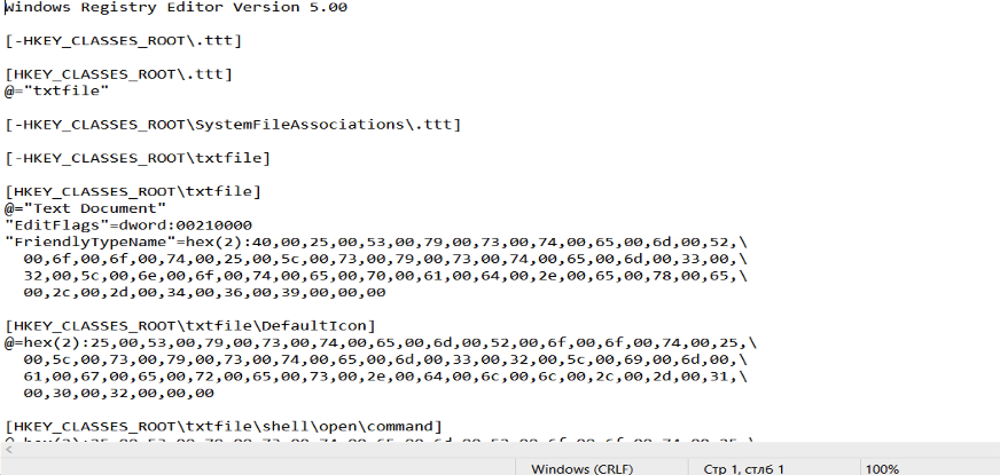 Windows Registry Editor Version 5.00
[-HKEY_CLASSES_ROOT\.ttt]
[HKEY_CLASSES_ROOT\.ttt]
@="txtfile"
[-HKEY_CLASSES_ROOT\SystemFileAssociations\.ttt]
[-HKEY_CLASSES_ROOT\txtfile]
[HKEY_CLASSES_ROOT\txtfile]
@="Text Document"
"EditFlags"=dword:00210000
"FriendlyTypeName"=hex(2):40,00,25,00,53,00,79,00,73,00,74,00,65,00,6d,00,52,\
00,6f,00,6f,00,74,00,25,00,5c,00,73,00,79,00,73,00,74,00,65,00,6d,00,33,00,\
32,00,5c,00,6e,00,6f,00,74,00,65,00,70,00,61,00,64,00,2e,00,65,00,78,00,65,\
00,2c,00,2d,00,34,00,36,00,39,00,00,00
[HKEY_CLASSES_ROOT\txtfile\DefaultIcon]
@=hex(2):25,00,53,00,79,00,73,00,74,00,65,00,6d,00,52,00,6f,00,6f,00,74,00,25,\
00,5c,00,73,00,79,00,73,00,74,00,65,00,6d,00,33,00,32,00,5c,00,69,00,6d,00,\
61,00,67,00,65,00,72,00,65,00,73,00,2e,00,64,00,6c,00,6c,00,2c,00,2d,00,31,\
00,30,00,32,00,00,00
[HKEY_CLASSES_ROOT\txtfile\shell\open\command]
Windows (CRLF)
Стр 1, стлб 1
100%